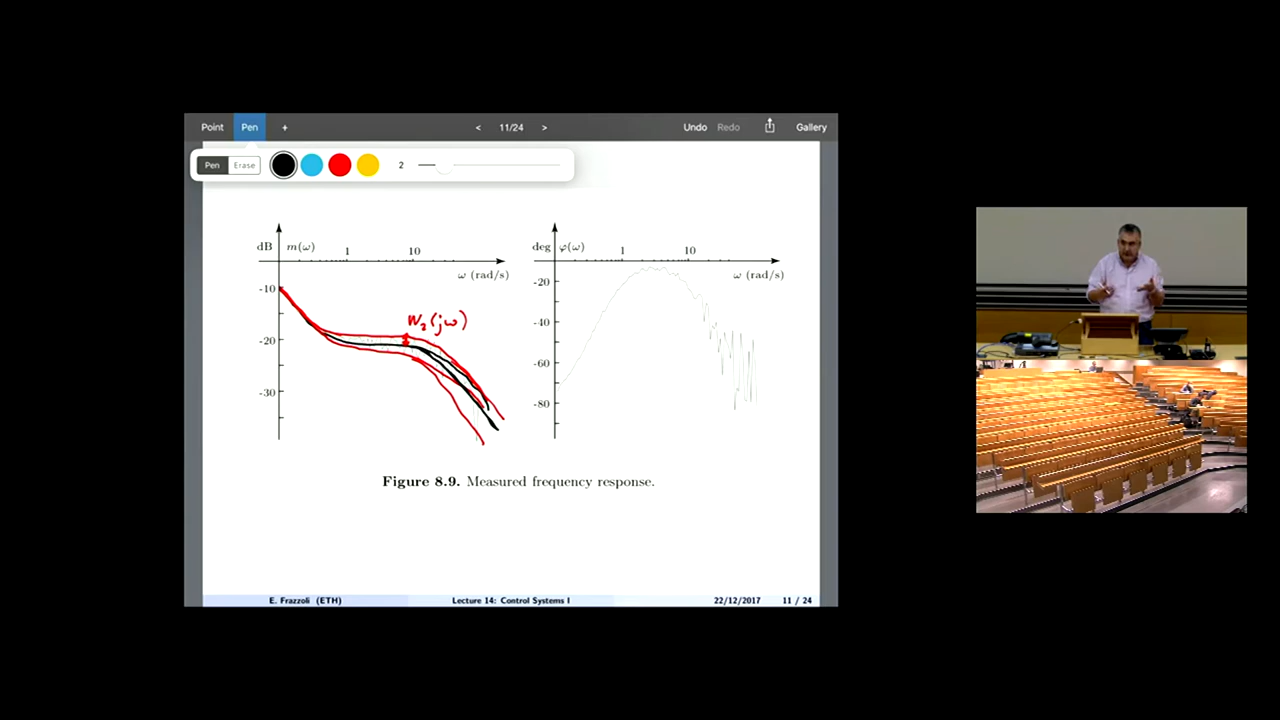 Point Pen + < 11/24 > Undo Redo Gallery
Pen Erase 2
dB m(ω) 1 10
ω (rad/s)
-10
-20
-30
W₂(jω)
deg φ(ω) 1 10
ω (rad/s)
-20
-40
-60
-80
Figure 8.9. Measured frequency response.
E. Frazzoli (ETH) Lecture 14: Control Systems I 22/12/2017 11 / 24